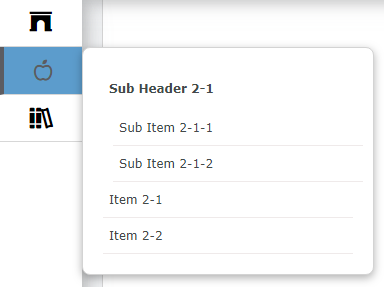 Sub Header 2-1
Sub Item 2-1-1
Sub Item 2-1-2
Item 2-1
Item 2-2